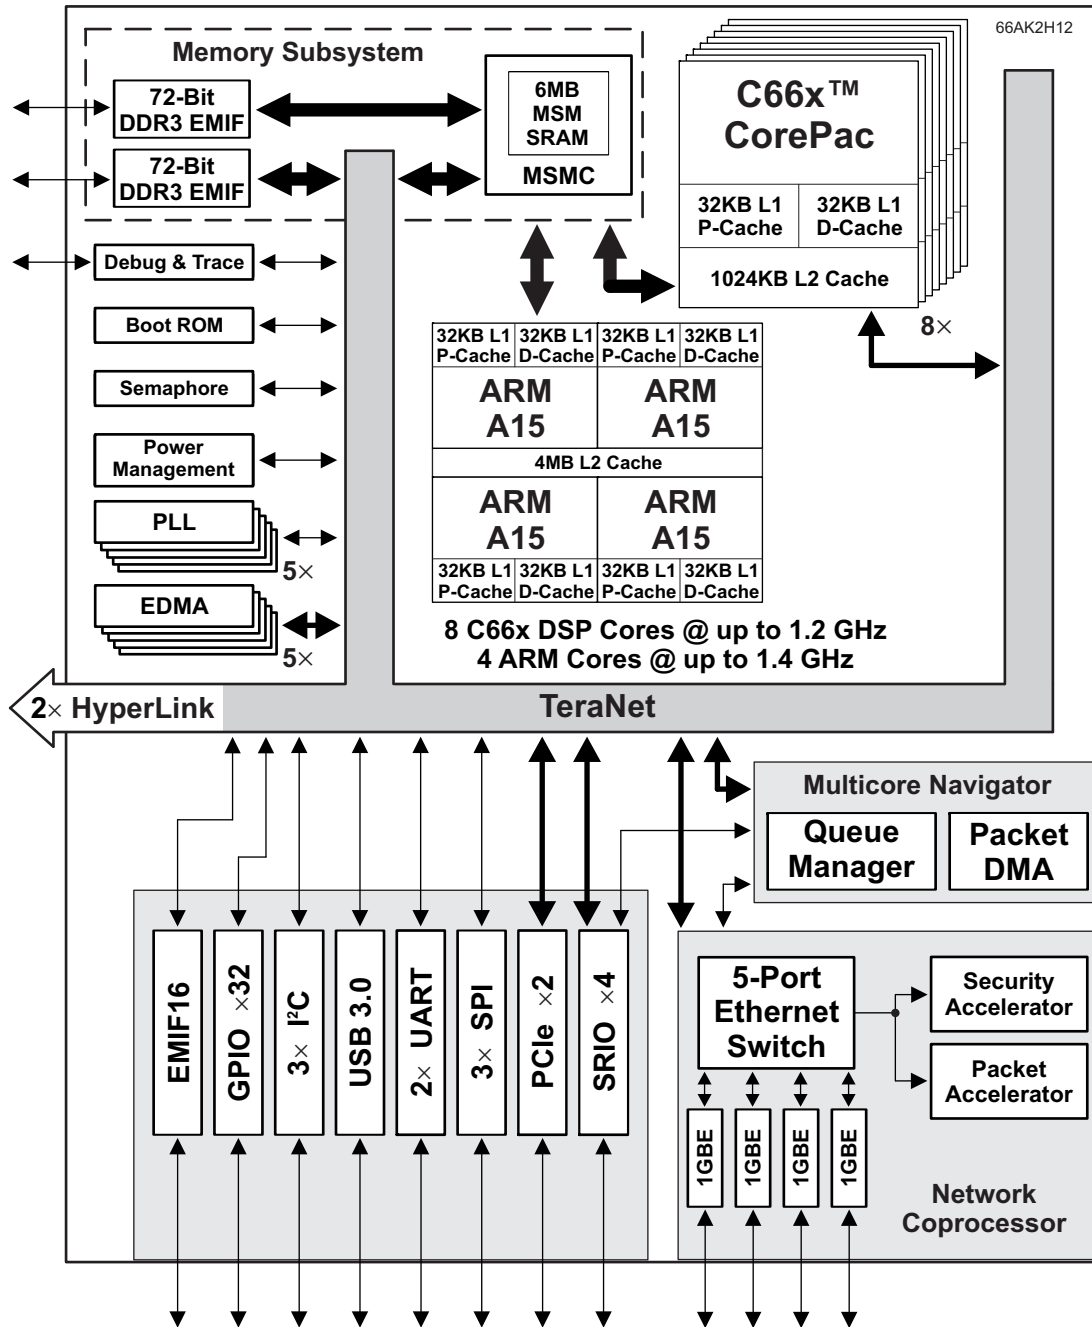 66AK2H12
Memory Subsystem
72-Bit
DDR3 EMIF
72-Bit
DDR3 EMIF
6MB
MSM
SRAM
MSMC
C66x™
CorePac
32KB L1
P-Cache
32KB L1
D-Cache
1024KB L2 Cache
8×
Debug & Trace
Boot ROM
Semaphore
Power
Management
PLL
5×
EDMA
5×
32KB L1
P-Cache
32KB L1
D-Cache
32KB L1
P-Cache
32KB L1
D-Cache
ARM
A15
ARM
A15
4MB L2 Cache
ARM
A15
ARM
A15
32KB L1
P-Cache
32KB L1
D-Cache
32KB L1
P-Cache
32KB L1
D-Cache
8 C66x DSP Cores @ up to 1.2 GHz
4 ARM Cores @ up to 1.4 GHz
2× HyperLink
TeraNet
Multicore Navigator
Queue
Manager
Packet
DMA
EMIF16
GPIO ×32
3× I²C
USB 3.0
2× UART
3× SPI
PCIe ×2
SRIO ×4
5-Port
Ethernet
Switch
Security
Accelerator
Packet
Accelerator
1GBE
1GBE
1GBE
1GBE
Network
Coprocessor